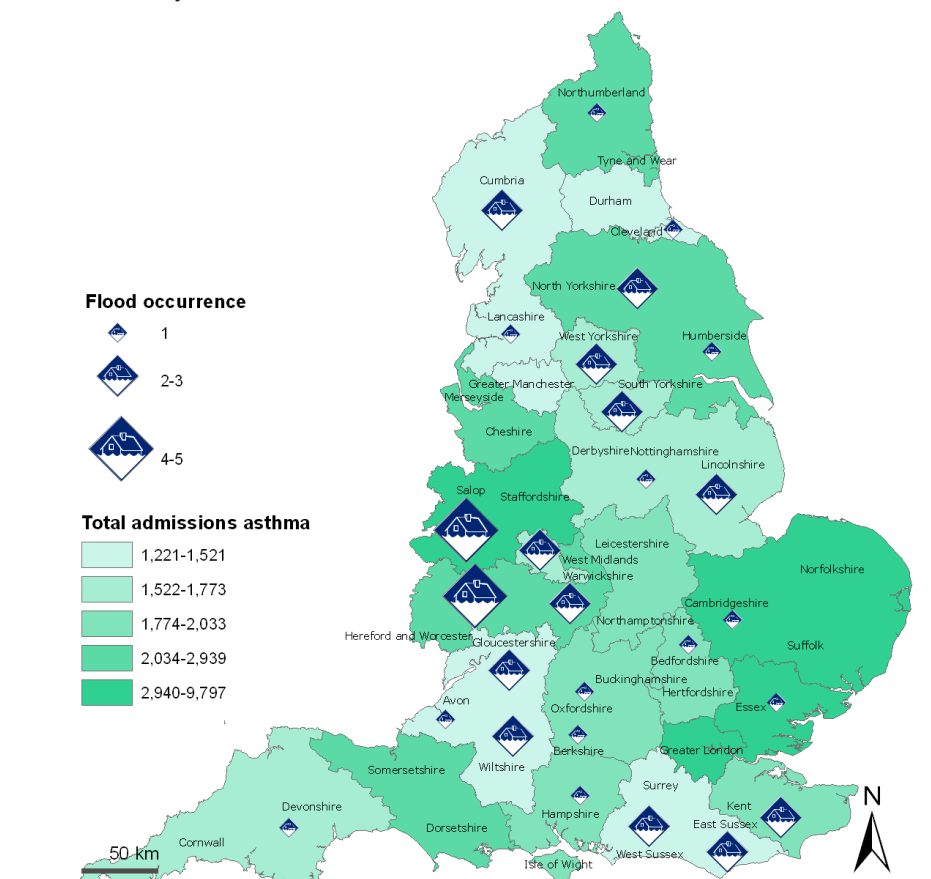 Northumberland
Tyne and Wear
Cumbria
Durham
Cleveland
North Yorkshire
Flood occurrence
1
2-3
4-5
Lancashire
West Yorkshire
Humberside
Greater Manchester
South Yorkshire
Merseyside
Cheshire
Derbyshire
Nottinghamshire
Lincolnshire
Salop
Staffordshire
Total admissions asthma
1,221-1,521
1,522-1,773
1,774-2,033
2,034-2,939
2,940-9,797
Leicestershire
West Midlands
Warwickshire
Norfolkshire
Cambridgeshire
Northamptonshire
Hereford and Worcester
Gloucestershire
Suffolk
Bedfordshire
Buckinghamshire
Hertfordshire
Avon
Oxfordshire
Essex
Berkshire
Greater London
Somersetshire
Wiltshire
Surrey
N
Devonshire
Hampshire
Kent
East Sussex
Dorsetshire
Cornwall
50 km
West Sussex
Isle of Wight